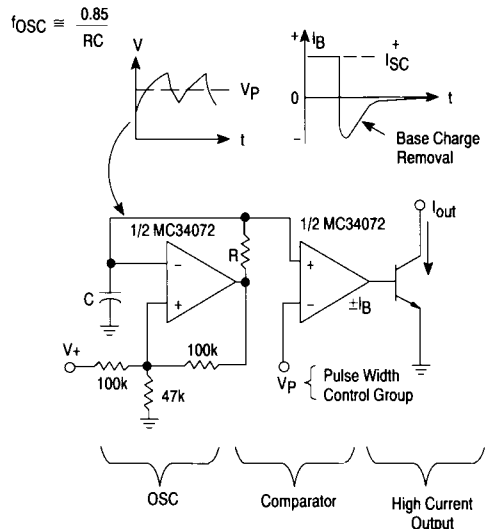 fOSC ≅ 0.85
RC
V
VP
t
+ IB
+
ISC
0
t
–
Base Charge
Removal
1/2 MC34072
R
1/2 MC34072
Iout
–
+
C
+
–
±IB
V+
100k
100k
47k
VP { Pulse Width
Control Group
OSC
Comparator
High Current
Output